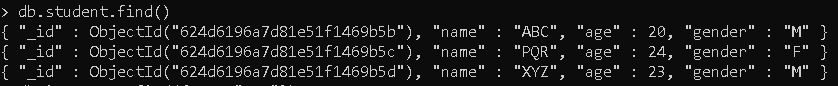 > db.student.find()
{ "_id" : ObjectId("624d6196a7d81e51f1469b5b"), "name" : "ABC", "age" : 20, "gender" : "M" }
{ "_id" : ObjectId("624d6196a7d81e51f1469b5c"), "name" : "PQR", "age" : 24, "gender" : "F" }
{ "_id" : ObjectId("624d6196a7d81e51f1469b5d"), "name" : "XYZ", "age" : 23, "gender" : "M" }